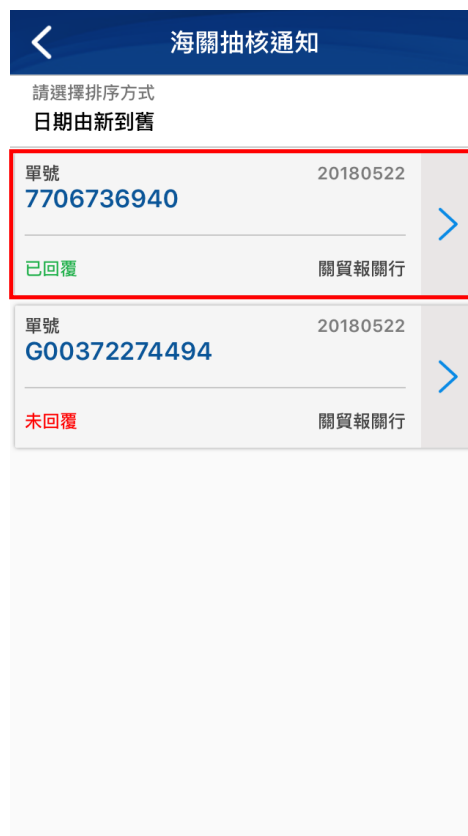 海關抽核通知
請選擇排序方式
日期由新到舊
單號 20180522
7706736940
已回覆 關貿報關行
單號 20180522
G00372274494
未回覆 關貿報關行